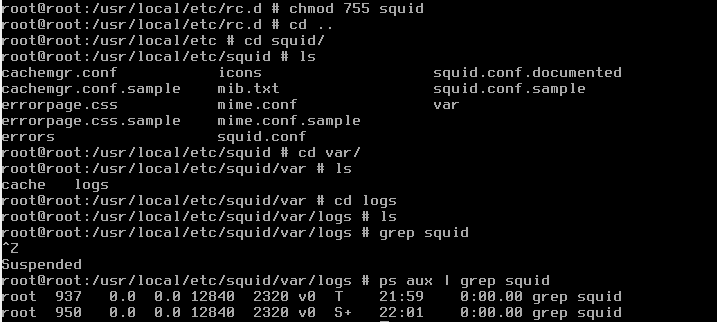 root@root:/usr/local/etc/rc.d # chmod 755 squid
root@root:/usr/local/etc/rc.d # cd ..
root@root:/usr/local/etc # cd squid/
root@root:/usr/local/etc/squid # ls
cachemgr.conf icons squid.conf.documented
cachemgr.conf.sample mib.txt squid.conf.sample
errorpage.css mime.conf var
errorpage.css.sample mime.conf.sample
errors squid.conf
root@root:/usr/local/etc/squid # cd var/
root@root:/usr/local/etc/squid/var # ls
cache logs
root@root:/usr/local/etc/squid/var # cd logs
root@root:/usr/local/etc/squid/var/logs # ls
root@root:/usr/local/etc/squid/var/logs # grep squid
^Z
Suspended
root@root:/usr/local/etc/squid/var/logs # ps aux | grep squid
root 937 0.0 0.0 12840 2320 v0 T 21:59 0:00.00 grep squid
root 950 0.0 0.0 12840 2320 v0 S+ 22:01 0:00.00 grep squid